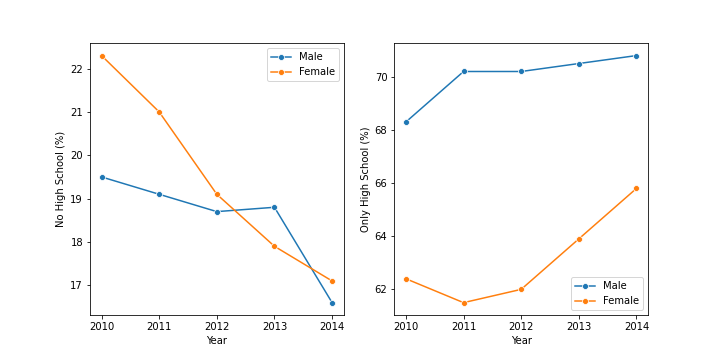 No High School (%)
22
21
20
19
18
17
2010 2011 2012 2013 2014
Year
Male
Female
Only High School (%)
70
68
66
64
62
2010 2011 2012 2013 2014
Year
Male
Female